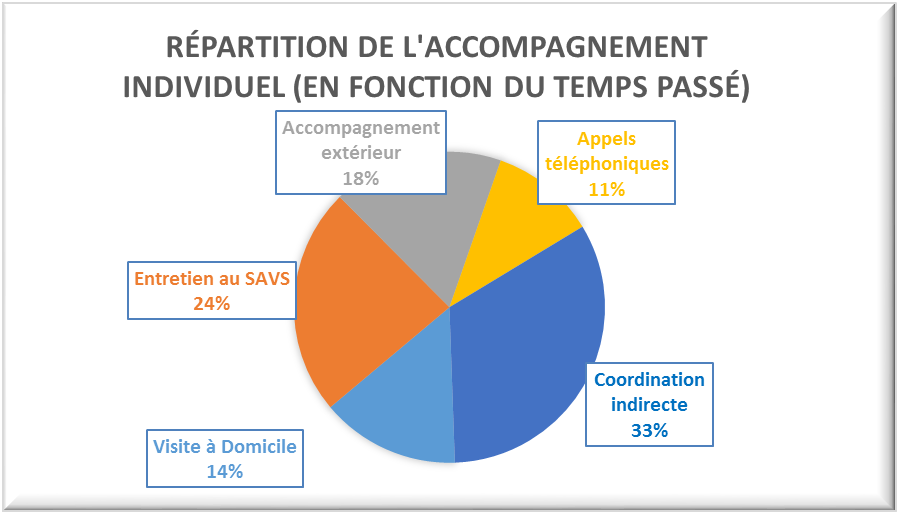 RÉPARTITION DE L'ACCOMPAGNEMENT
INDIVIDUEL (EN FONCTION DU TEMPS PASSÉ)
Accompagnement
extérieur
18%
Appels
téléphoniques
11%
Entretien au SAVS
24%
Coordination
indirecte
33%
Visite à Domicile
14%